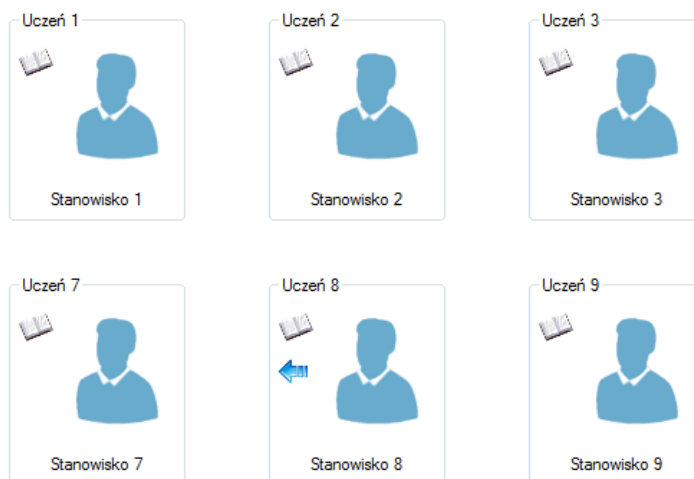 Uczeń 1
Uczeń 2
Uczeń 3
Stanowisko 1
Stanowisko 2
Stanowisko 3
Uczeń 7
Uczeń 8
Uczeń 9
Stanowisko 7
Stanowisko 8
Stanowisko 9